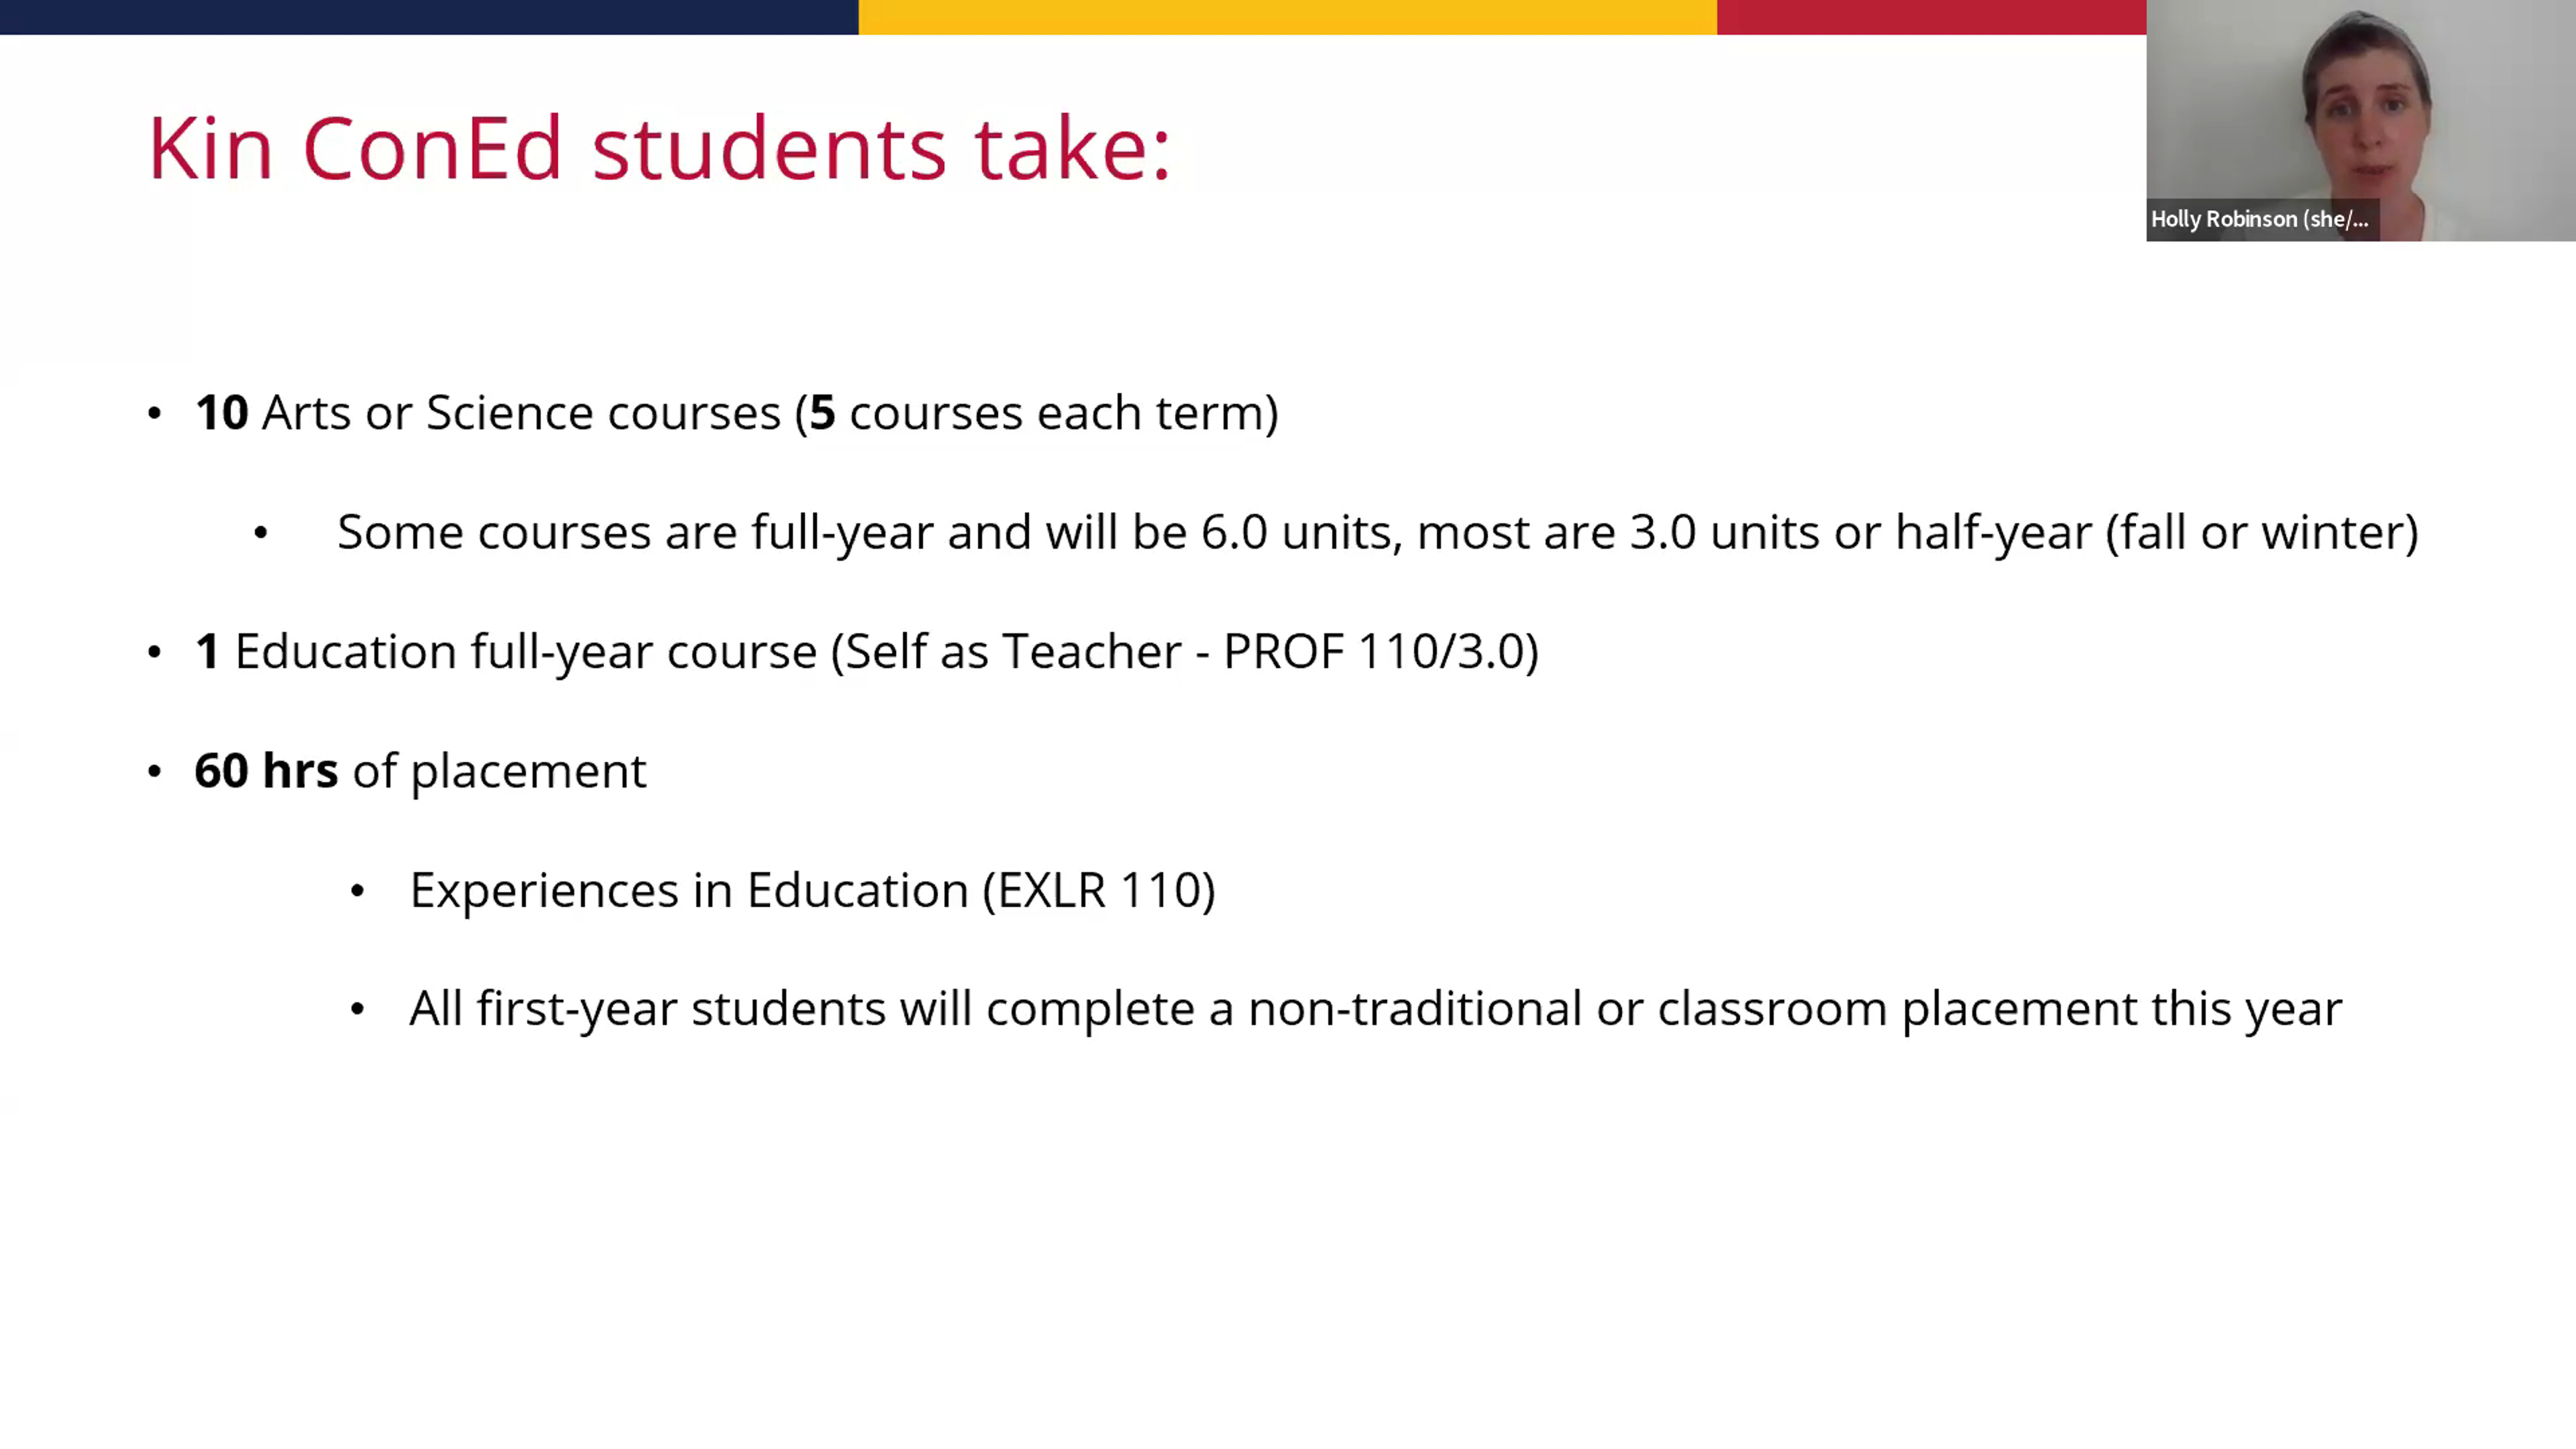 Kin ConEd students take:
Holly Robinson (she/...
• 10 Arts or Science courses (5 courses each term)
• Some courses are full-year and will be 6.0 units, most are 3.0 units or half-year (fall or winter)
• 1 Education full-year course (Self as Teacher - PROF 110/3.0)
• 60 hrs of placement
• Experiences in Education (EXLR 110)
• All first-year students will complete a non-traditional or classroom placement this year